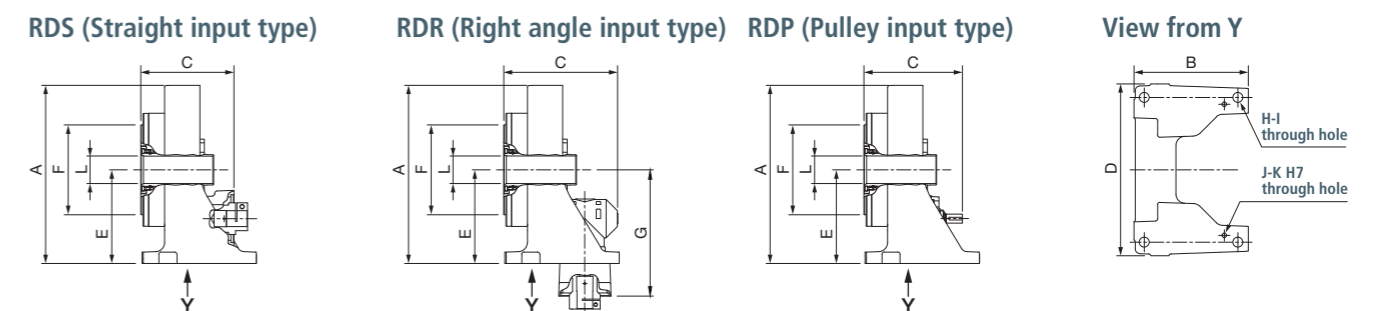 RDS (Straight input type)
RDR (Right angle input type)
RDP (Pulley input type)
View from Y
C
A
F
L
E
Y
C
A
F
L
E
G
Y
C
A
F
L
E
Y
B
D
H-I
through hole
J-K H7
through hole